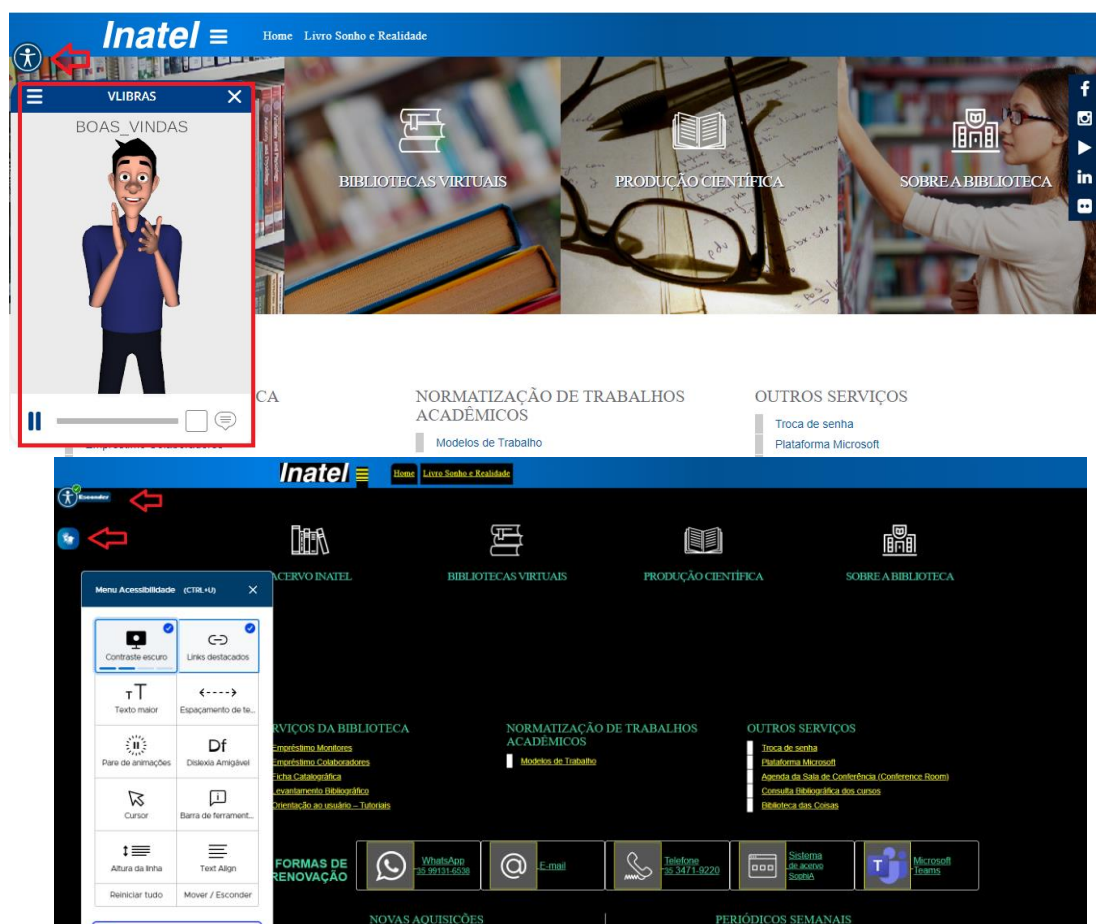 Inatel
Home Livro Sonho e Realidade
VLIBRAS
BOAS_VINDAS
BIBLIOTECAS VIRTUAIS
PRODUÇÃO CIENTÍFICA
SOBRE A BIBLIOTECA
CA
NORMATIZAÇÃO DE TRABALHOS
ACADÊMICOS
Modelos de Trabalho
OUTROS SERVIÇOS
Troca de senha
Plataforma Microsoft
Inatel
Home Livro Sonho e Realidade
Esconder
ACERVO INATEL
BIBLIOTECAS VIRTUAIS
PRODUÇÃO CIENTÍFICA
SOBRE A BIBLIOTECA
Menu Acessibilidade (CTRL+U)
Contraste escuro
Links destacados
Texto maior
Espaçamento de te...
Pare de animações
Df
Dislexia Amigável
Cursor
Barra de ferrament...
Altura da linha
Text Align
Reiniciar tudo
Mover / Esconder
RVIÇOS DA BIBLIOTECA
Empréstimo Monitores
Empréstimo Colaboradores
Ficha Catalográfica
Levantamento Bibliográfico
Orientação ao usuário – Tutoriais
NORMATIZAÇÃO DE TRABALHOS
ACADÊMICOS
Modelos de Trabalho
OUTROS SERVIÇOS
Troca de senha
Plataforma Microsoft
Agenda da Sala de Conferência (Conference Room)
Consulta Bibliográfica dos cursos
Biblioteca das Coisas
FORMAS DE
RENOVAÇÃO
WhatsApp
35 99131-6538
E-mail
Telefone
35 3471-9220
Sistema
de acervo
SophiA
Microsoft
Teams
NOVAS AQUISIÇÕES
PERIÓDICOS SEMANAIS